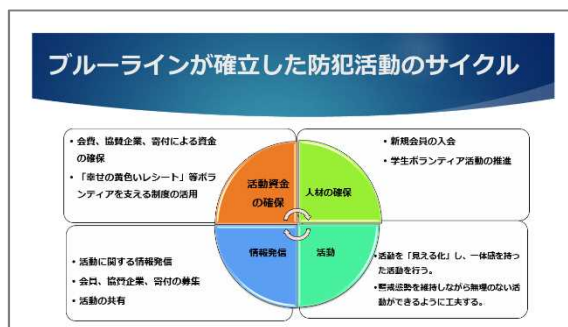 ブルーラインが確立した防犯活動のサイクル
• 会費、協賛企業、寄付による資金
の確保
• 「幸せの黄色いレシート」等ボラ
ンティアを支える制度の活用
活動資金
の確保
人材の確保
• 新規会員の入会
• 学生ボランティア活動の推進
情報発信
活動
• 活動に関する情報発信
• 会員、協賛企業、寄付の募集
• 活動の共有
•活動を「見える化」し、一体感を持っ
た活動を行う。
•警戒態勢を維持しながら無理のない活
動ができるように工夫する。